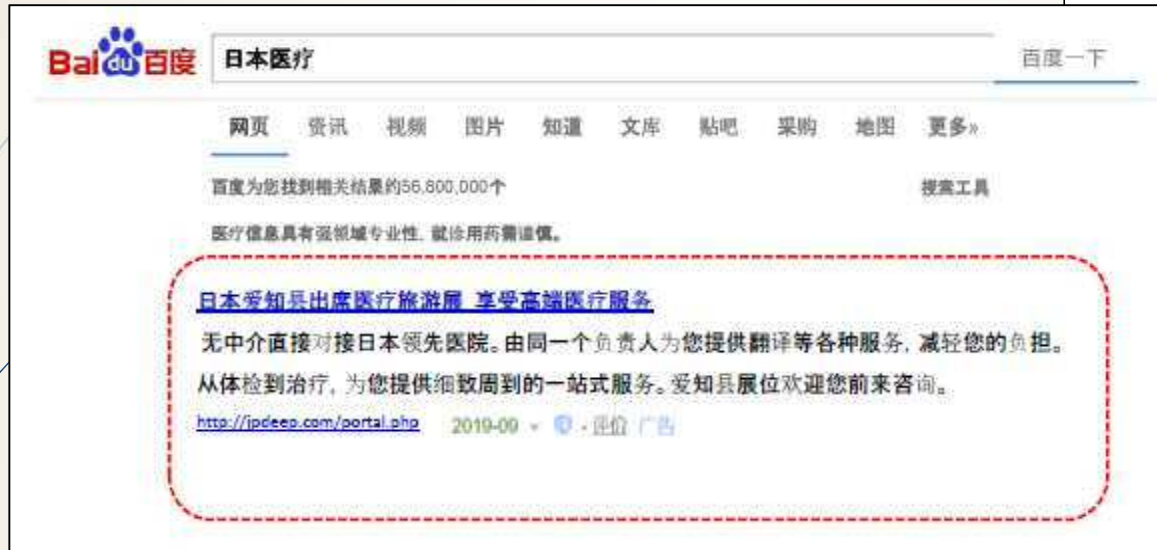 Bai du 百度 日本医疗 百度一下
网页 资讯 视频 图片 知道 文库 贴吧 采购 地图 更多»
百度为您找到相关结果约56,800,000个 搜索工具
医疗信息具有强领域专业性, 就诊用药需谨慎。
日本爱知县出席医疗旅游展 享受高端医疗服务
无中介直接对接日本领先医院。由同一个负责人为您提供翻译等各种服务, 减轻您的负担。
从体检到治疗, 为您提供细致周到的一站式服务。爱知县展位欢迎您前来咨询。
http://jpdeep.com/portal.php 2019-09 - 评价 广告